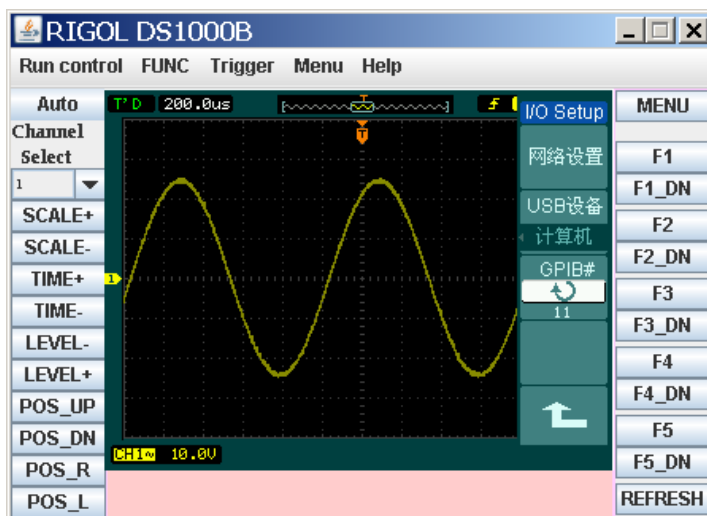 RIGOL DS1000B
Run control FUNC Trigger Menu Help
Auto
Channel
Select
1
SCALE+
SCALE-
TIME+
TIME-
LEVEL-
LEVEL+
POS_UP
POS_DN
POS_R
POS_L
T'D 200.0us
T
T
1
CH1~ 10.0V
I/O Setup
网络设置
USB设备
计算机
GPIB#
11
MENU
F1
F1_DN
F2
F2_DN
F3
F3_DN
F4
F4_DN
F5
F5_DN
REFRESH